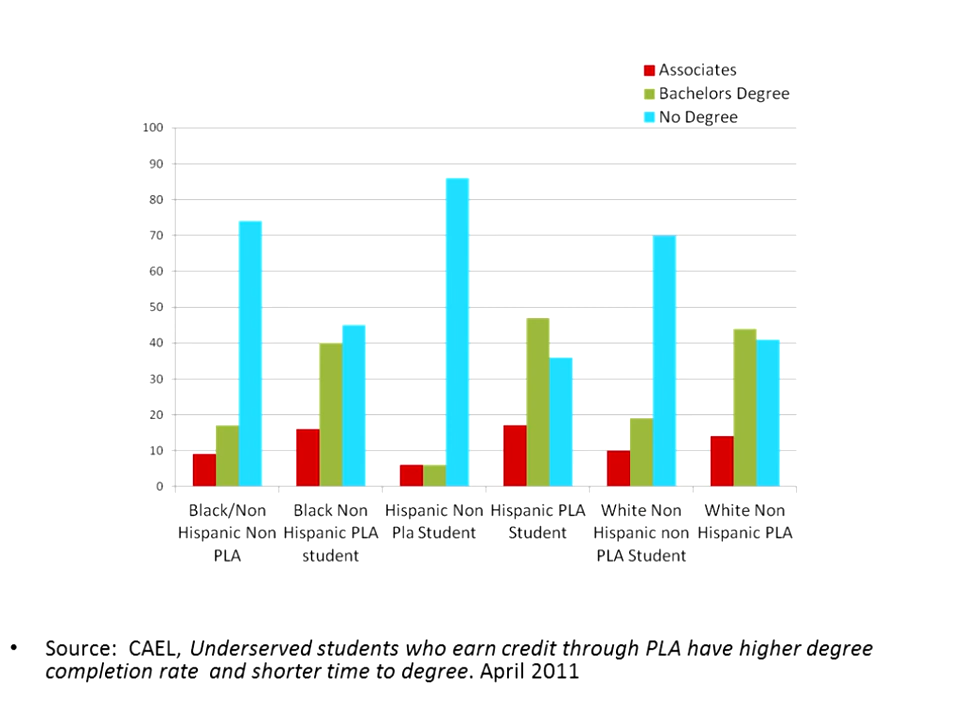 Associates
Bachelors Degree
No Degree
100
90
80
70
60
50
40
30
20
10
0
Black/Non
Hispanic Non
PLA
Black Non
Hispanic PLA
student
Hispanic Non
Pla Student
Hispanic PLA
Student
White Non
Hispanic non
PLA Student
White Non
Hispanic PLA
• Source: CAEL, Underserved students who earn credit through PLA have higher degree
completion rate and shorter time to degree. April 2011